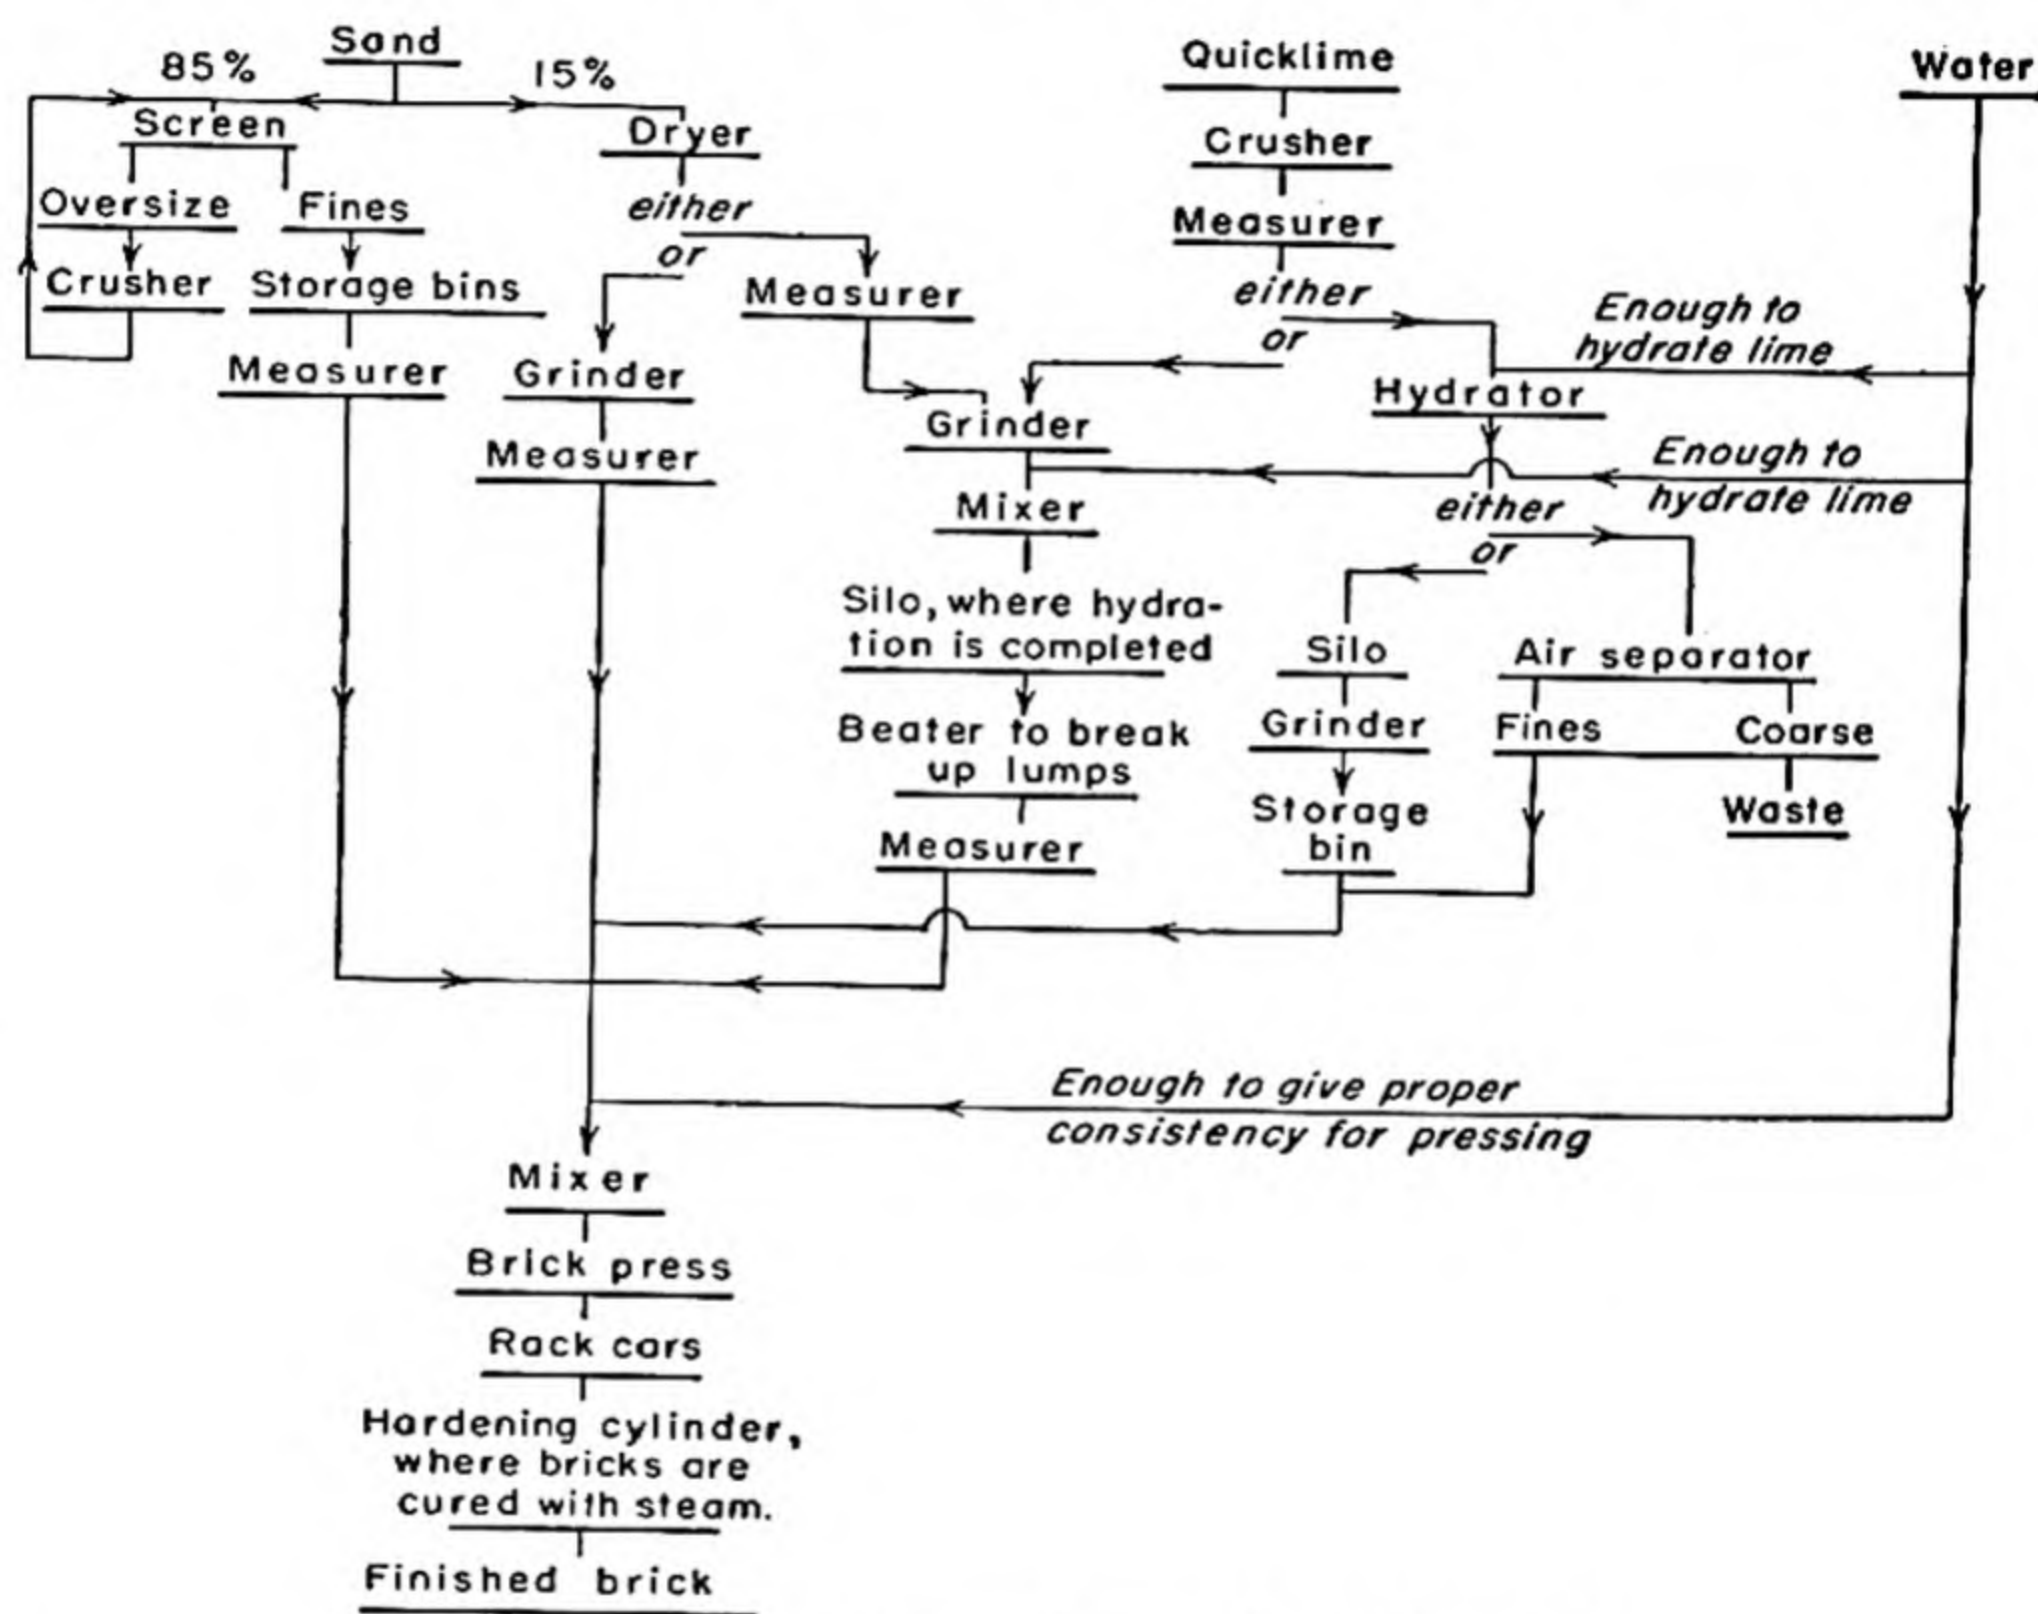 Sand
85%
15%
Quicklime
Water
Screen
Dryer
Crusher
Oversize
Fines
either
or
Measurer
Crusher
Storage bins
Measurer
either
or
Enough to
hydrate lime
Measurer
Grinder
Hydrator
Grinder
Measurer
Enough to
hydrate lime
Mixer
either
or
Silo, where hydra-
tion is completed
Silo
Air separator
Beater to break
up lumps
Grinder
Fines
Coarse
Storage
bin
Waste
Measurer
Enough to give proper
consistency for pressing
Mixer
Brick press
Rack cars
Hardening cylinder,
where bricks are
cured with steam.
Finished brick